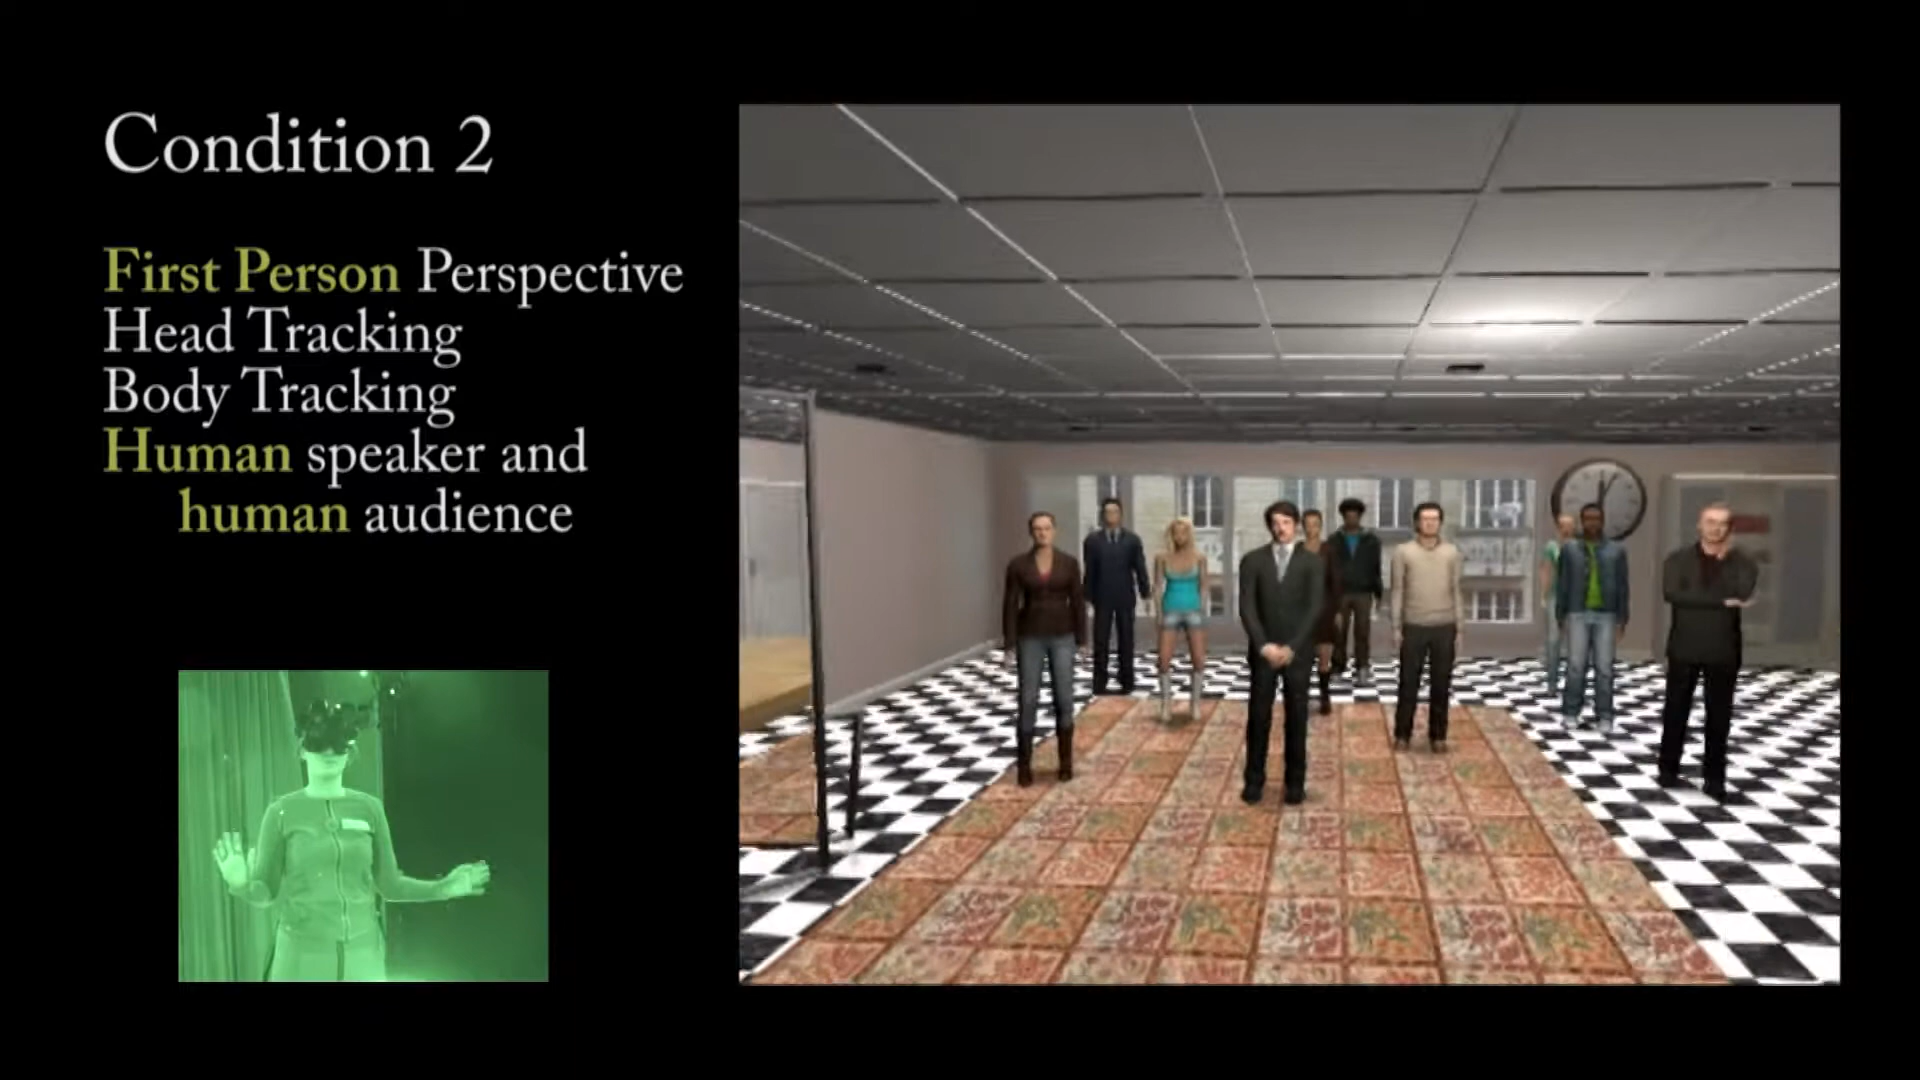 Condition 2
First Person Perspective
Head Tracking
Body Tracking
Human speaker and
human audience